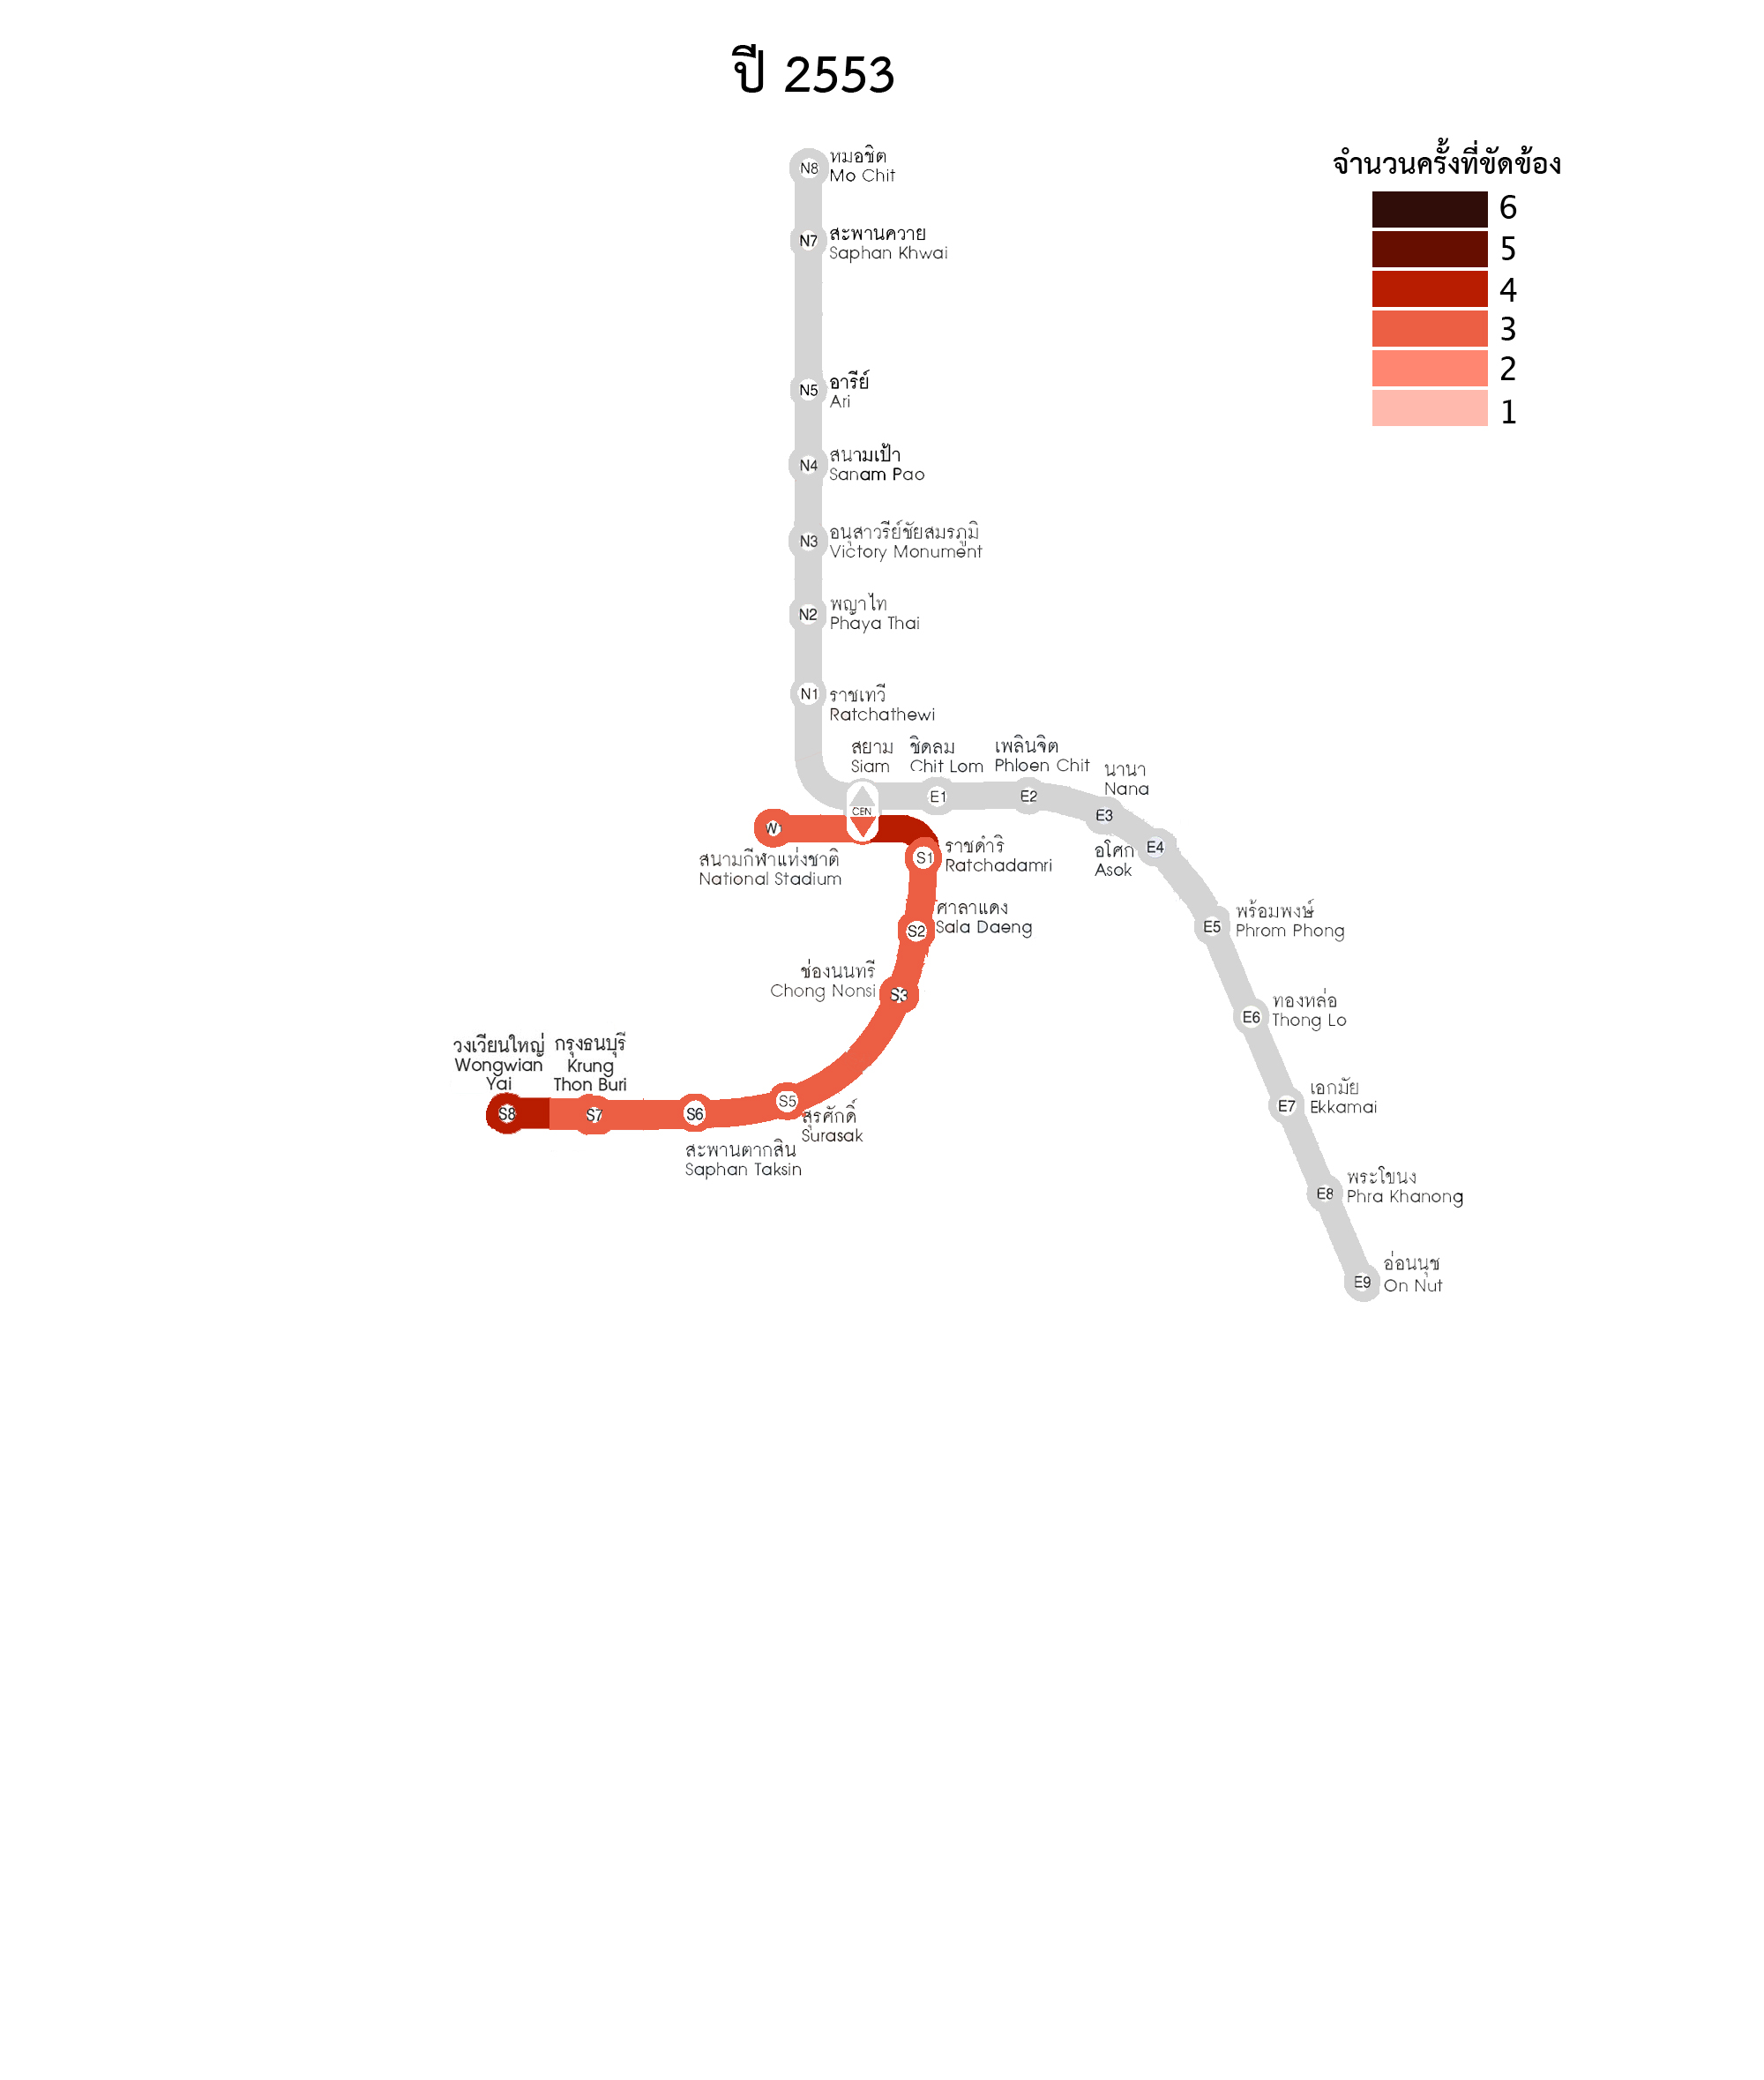 ปี 2553
จำนวนครั้งที่ขัดข้อง
6
5
4
3
2
1
N8
หมอชิต
Mo Chit
N7
สะพานควาย
Saphan Khwai
N5
อารีย์
Ari
N4
สนามเป้า
Sanam Pao
N3
อนุสาวรีย์ชัยสมรภูมิ
Victory Monument
N2
พญาไท
Phaya Thai
N1
ราชเทวี
Ratchathewi
สยาม
Siam
CEN
ชิดลม
Chit Lom
E1
เพลินจิต
Phloen Chit
E2
นานา
Nana
E3
อโศก
Asok
E4
พร้อมพงษ์
Phrom Phong
E5
ทองหล่อ
Thong Lo
E6
เอกมัย
Ekkamai
E7
พระโขนง
Phra Khanong
E8
อ่อนนุช
On Nut
E9
W1
สนามกีฬาแห่งชาติ
National Stadium
S1
ราชดำริ
Ratchadamri
S2
ศาลาแดง
Sala Daeng
ช่องนนทรี
Chong Nonsi
S3
S5
สุรศักดิ์
Surasak
S6
สะพานตากสิน
Saphan Taksin
กรุงธนบุรี
Krung
Thon Buri
S7
วงเวียนใหญ่
Wongwian
Yai
S8